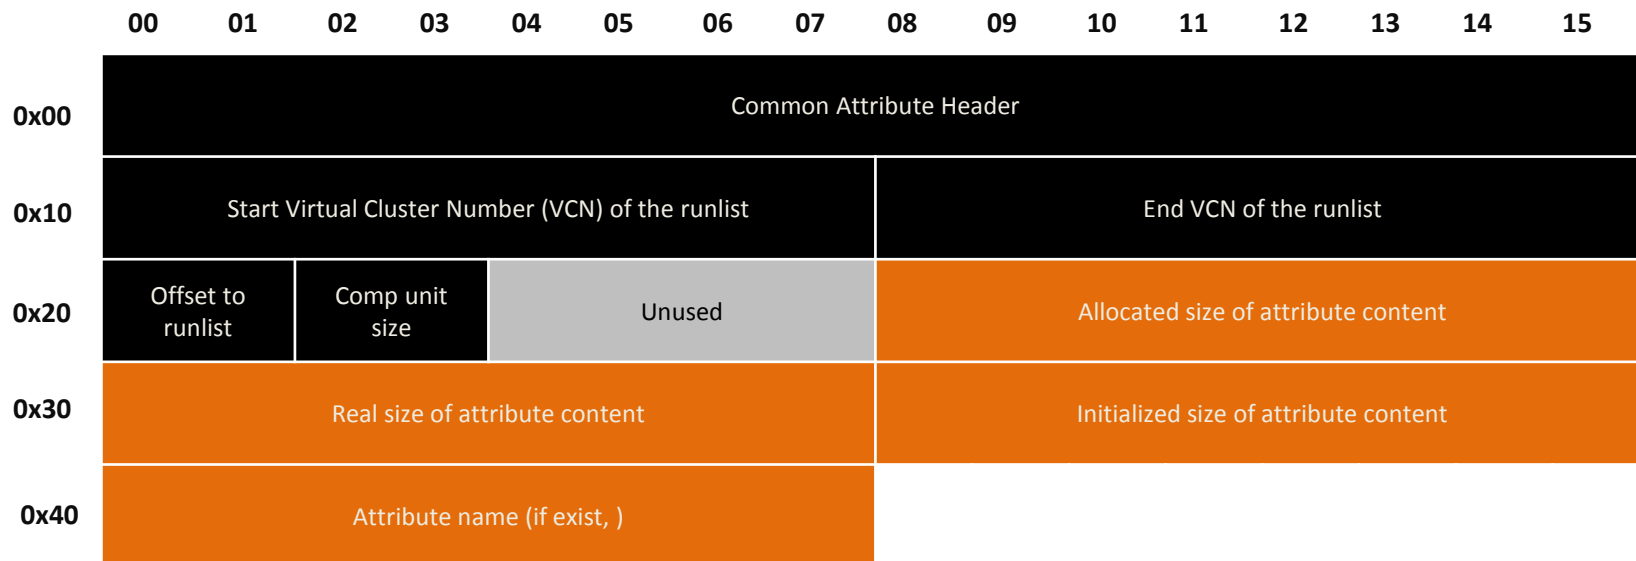 00 01 02 03 04 05 06 07 08 09 10 11 12 13 14 15
0x00
Common Attribute Header
0x10
Start Virtual Cluster Number (VCN) of the runlist
End VCN of the runlist
0x20
Offset to
runlist
Comp unit
size
Unused
Allocated size of attribute content
0x30
Real size of attribute content
Initialized size of attribute content
0x40
Attribute name (if exist, )